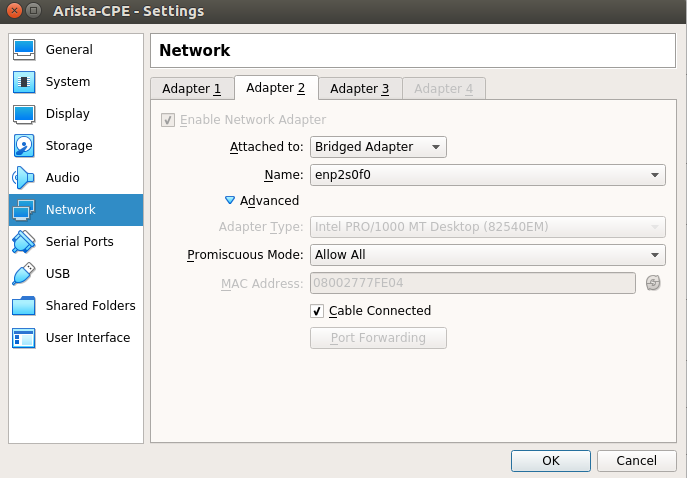 Arista-CPE - Settings
General
System
Display
Storage
Audio
Network
Serial Ports
USB
Shared Folders
User Interface
Network
Adapter 1 Adapter 2 Adapter 3 Adapter 4
Enable Network Adapter
Attached to: Bridged Adapter
Name: enp2s0f0
Advanced
Adapter Type: Intel PRO/1000 MT Desktop (82540EM)
Promiscuous Mode: Allow All
MAC Address: 08002777FE04
Cable Connected
Port Forwarding
OK Cancel